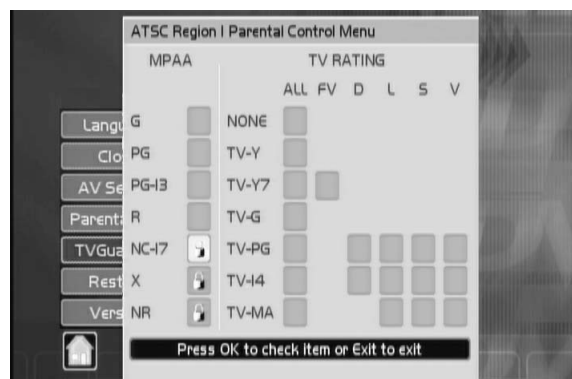 ATSC Region 1 Parental Control Menu
MPAA TV RATING
ALL FV D L S V
G NONE
PG TV-Y
PG-13 TV-Y7
R TV-G
NC-17 TV-PG
X TV-14
NR TV-MA
Press OK to check item or Exit to exit
Langu
Clo
AV Se
Parenta
TVGua
Rest
Vers